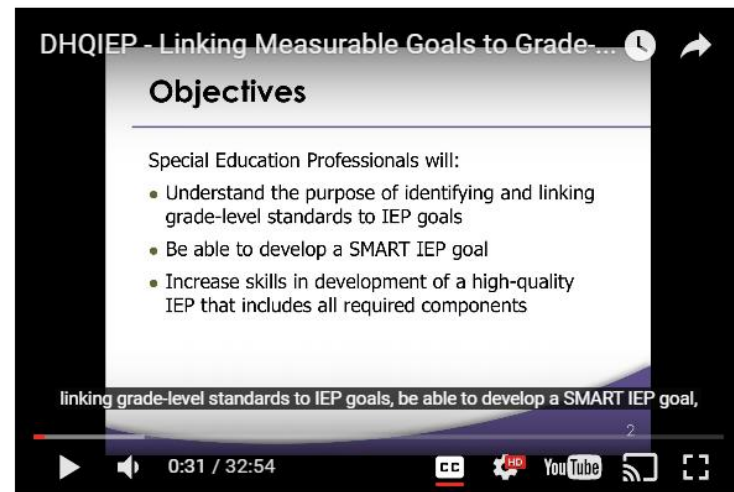 DHQIEP - Linking Measurable Goals to Grade-...
Objectives
Special Education Professionals will:
• Understand the purpose of identifying and linking
grade-level standards to IEP goals
• Be able to develop a SMART IEP goal
• Increase skills in development of a high-quality
IEP that includes all required components
linking grade-level standards to IEP goals, be able to develop a SMART IEP goal,
2
0:31 / 32:54
CC
HD
YouTube